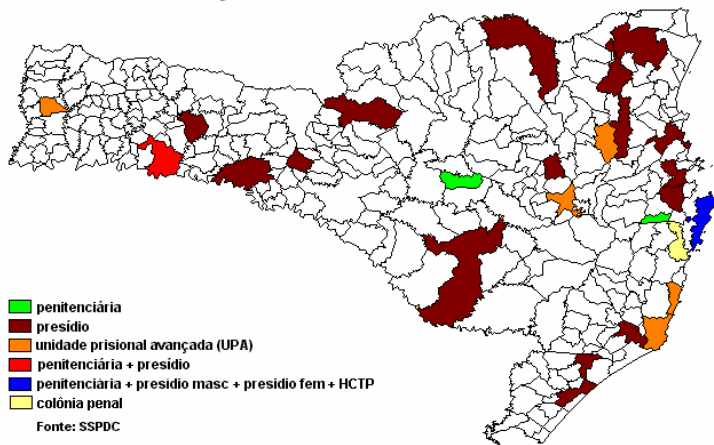 penitenciária
presídio
unidade prisional avançada (UPA)
penitenciária + presídio
penitenciária + presidio masc + presidio fem + HCTP
colônia penal
Fonte: SSPDC